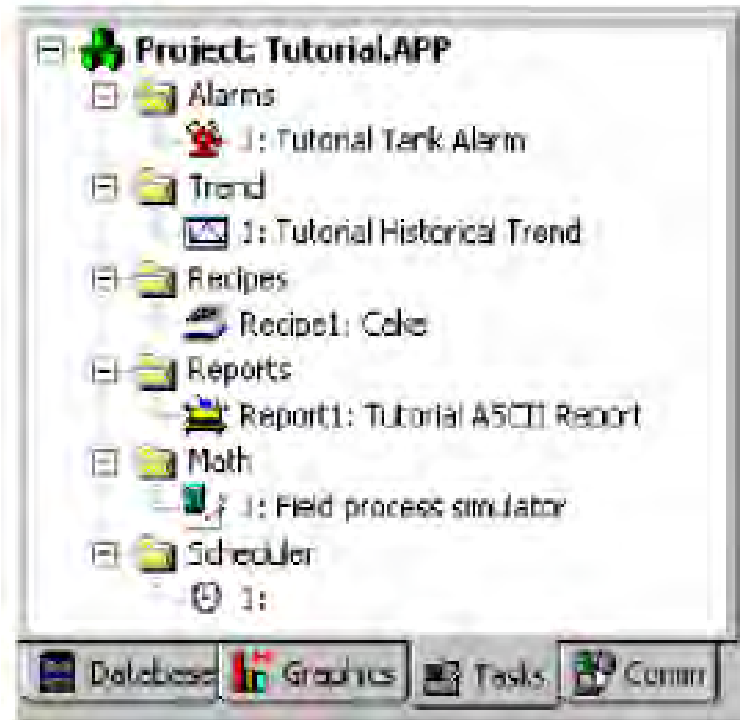 Project: Tutorial.APP
Alarms
1: Tutorial Tank Alarm
Trend
1: Tutorial Historical Trend
Recipes
Recipe1: Cake
Reports
Report1: Tutorial ASCII Report
Math
1: Field process simulator
Scheduler
1:
Database Graphics Tasks Comm